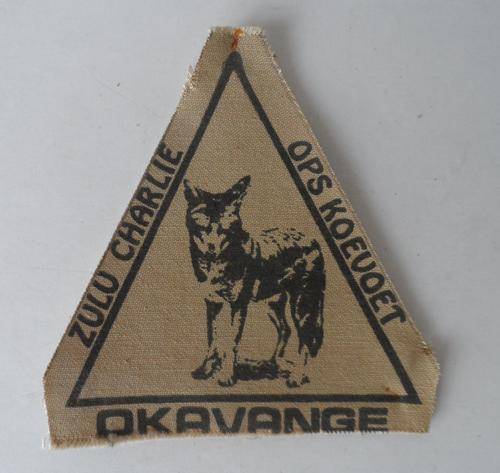 ZULU CHARLIE
OPS KOEVOET
OKAVANGE